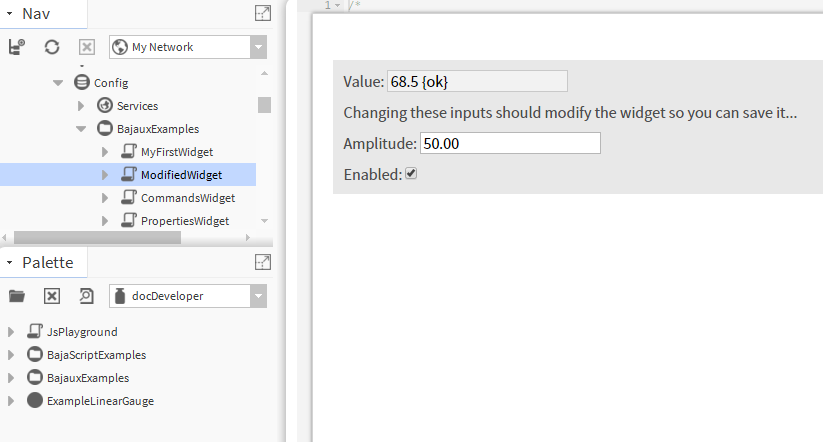 Nav
My Network
Config
Services
BajauxExamples
MyFirstWidget
ModifiedWidget
CommandsWidget
PropertiesWidget
Palette
docDeveloper
JsPlayground
BajaScriptExamples
BajauxExamples
ExampleLinearGauge
1 /*
Value: 68.5 {ok}
Changing these inputs should modify the widget so you can save it...
Amplitude: 50.00
Enabled: